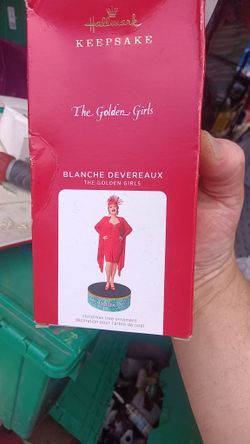 Hallmark
KEEPSAKE
The Golden Girls
BLANCHE DEVEREAUX
THE GOLDEN GIRLS
christmas tree ornament
décoration pour l'arbre de noël